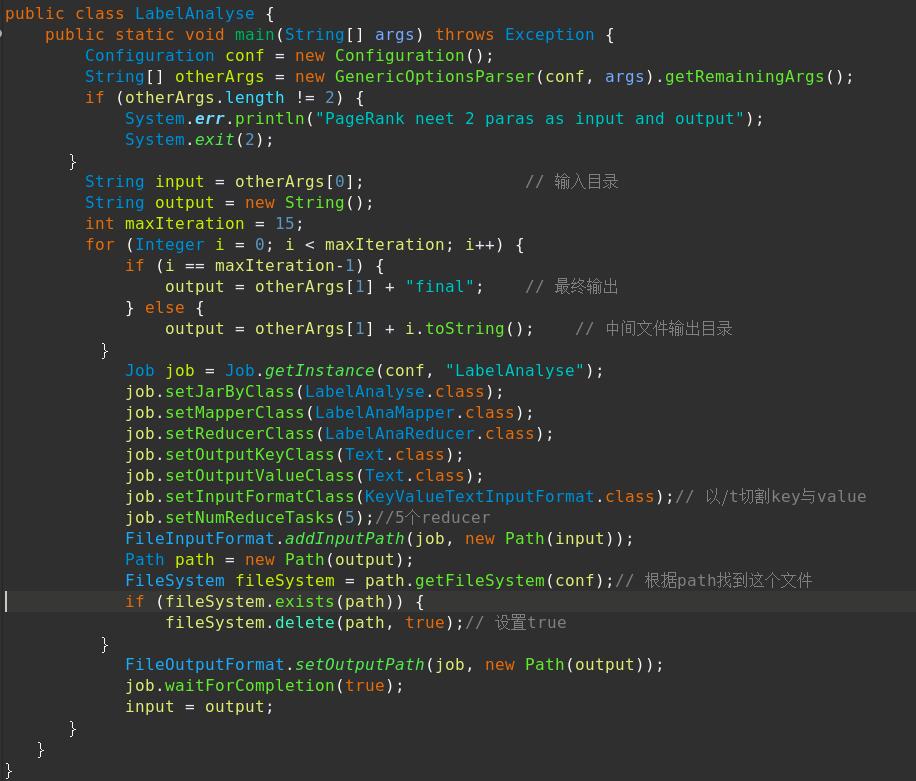 public class LabelAnalyse {
    public static void main(String[] args) throws Exception {
        Configuration conf = new Configuration();
        String[] otherArgs = new GenericOptionsParser(conf, args).getRemainingArgs();
        if (otherArgs.length != 2) {
            System.err.println("PageRank neet 2 paras as input and output");
            System.exit(2);
        }
        String input = otherArgs[0];                // 输入目录
        String output = new String();
        int maxIteration = 15;
        for (Integer i = 0; i < maxIteration; i++) {
            if (i == maxIteration-1) {
                output = otherArgs[1] + "final";    // 最终输出
            } else {
                output = otherArgs[1] + i.toString();    // 中间文件输出目录
            }
            Job job = Job.getInstance(conf, "LabelAnalyse");
            job.setJarByClass(LabelAnalyse.class);
            job.setMapperClass(LabelAnaMapper.class);
            job.setReducerClass(LabelAnaReducer.class);
            job.setOutputKeyClass(Text.class);
            job.setOutputValueClass(Text.class);
            job.setInputFormatClass(KeyValueTextInputFormat.class);// 以/t切割key与value
            job.setNumReduceTasks(5);//5个reducer
            FileInputFormat.addInputPath(job, new Path(input));
            Path path = new Path(output);
            FileSystem fileSystem = path.getFileSystem(conf);// 根据path找到这个文件
            if (fileSystem.exists(path)) {
                fileSystem.delete(path, true);// 设置true
            }
            FileOutputFormat.setOutputPath(job, new Path(output));
            job.waitForCompletion(true);
            input = output;
        }
    }
}